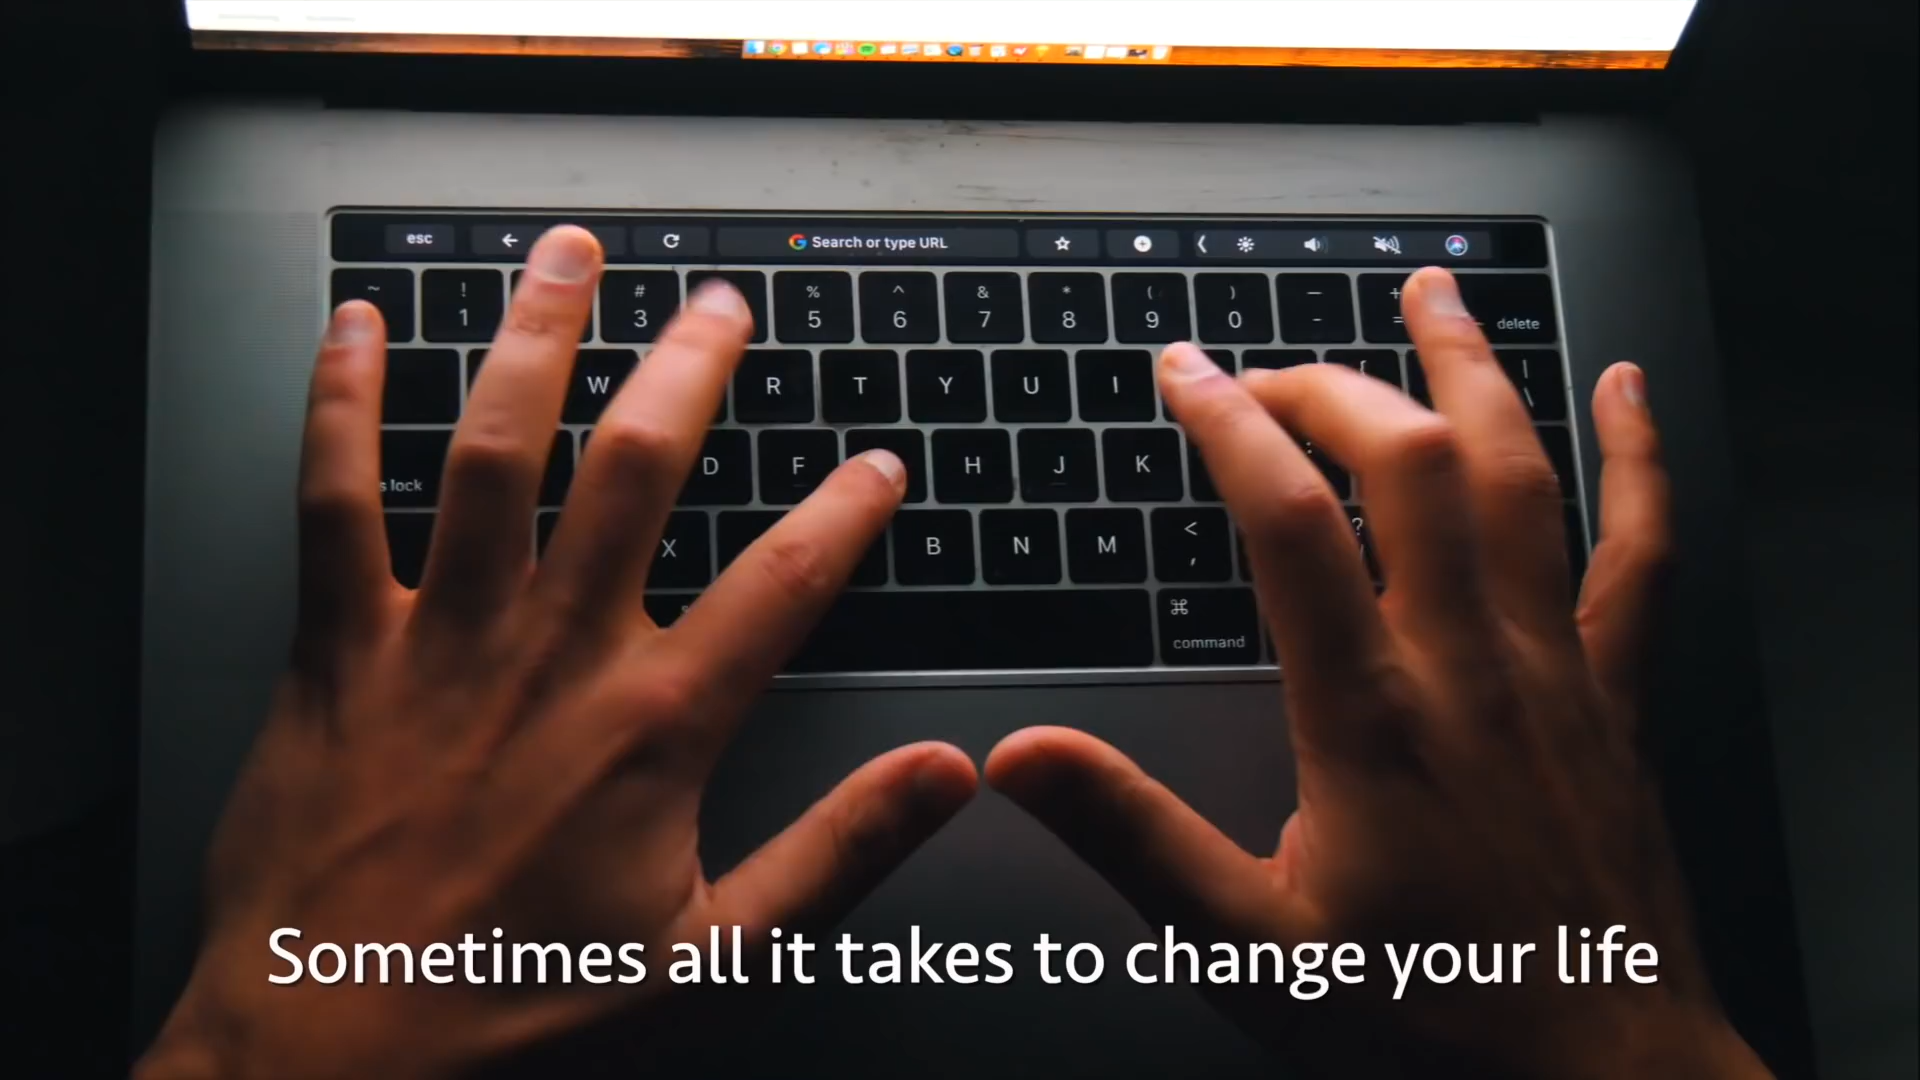 esc Search or type URL
~ ! # % ^ & * ( ) — +
1 3 5 6 7 8 9 0 - = delete
W R T Y U I { |
\
D F H J K :
s lock
X B N M < ?
, /
⌘
command
Sometimes all it takes to change your life